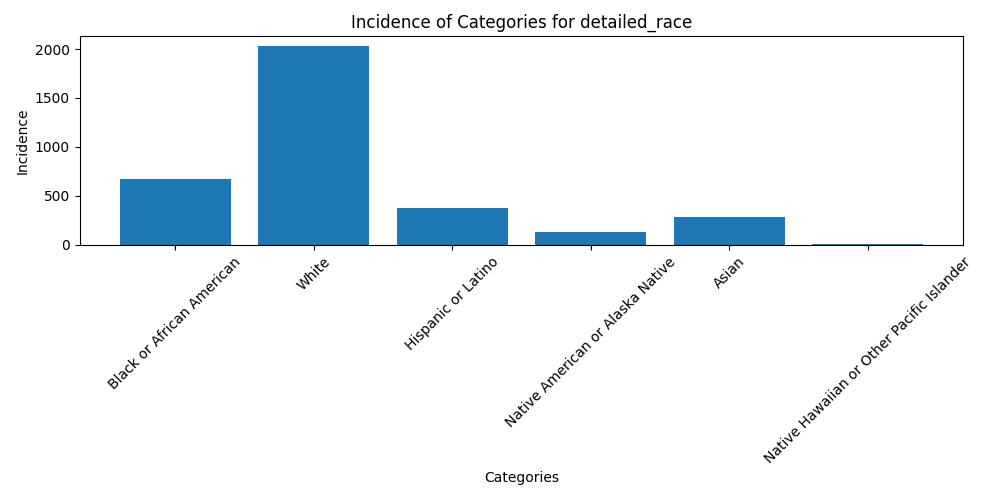 Incidence of Categories for detailed_race
Incidence
2000
1500
1000
500
0
Black or African American
White
Hispanic or Latino
Native American or Alaska Native
Asian
Native Hawaiian or Other Pacific Islander
Categories